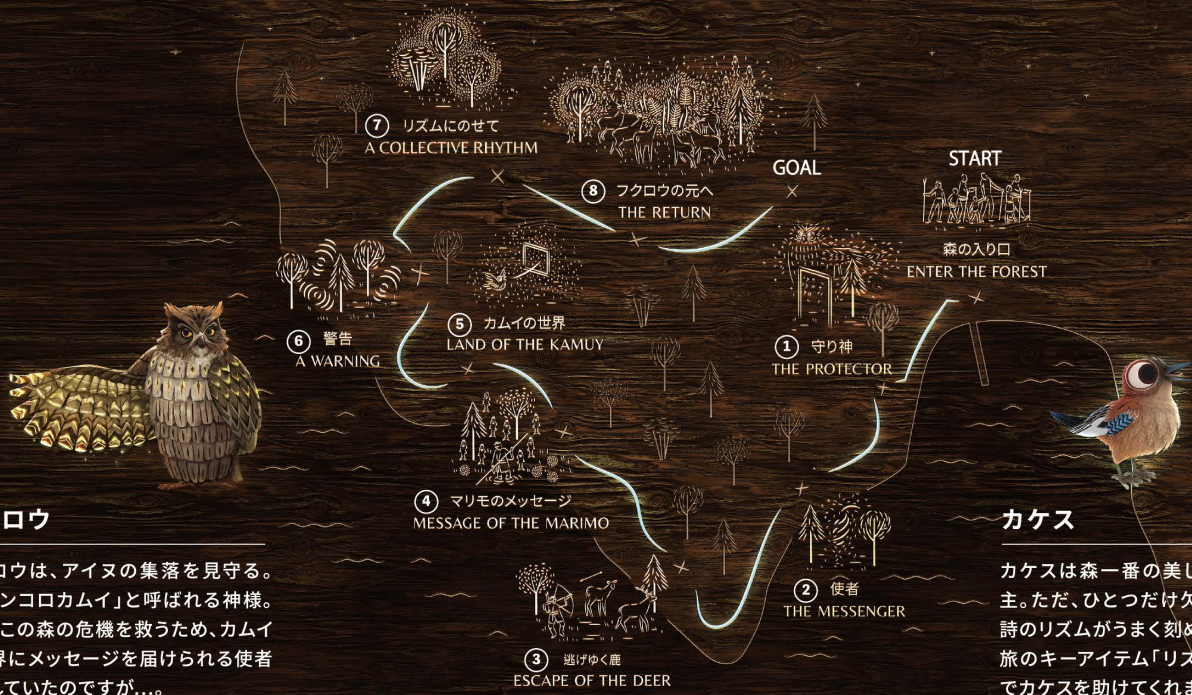 ⑦ リズムにのせて
A COLLECTIVE RHYTHM
⑧ フクロウの元へ
THE RETURN
GOAL
START
森の入り口
ENTER THE FOREST
① 守り神
THE PROTECTOR
⑤ カムイの世界
LAND OF THE KAMUY
⑥ 警告
A WARNING
④ マリモのメッセージ
MESSAGE OF THE MARIMO
② 使者
THE MESSENGER
③ 逃げゆく鹿
ESCAPE OF THE DEER
ロウ
ロウは、アイヌの集落を見守る。
ンコロカムイ」と呼ばれる神様。
この森の危機を救うため、カムイ
界にメッセージを届けられる使者
していたのですが…。
カケス
カケスは森一番の美し
主。ただ、ひとつだけ欠
詩のリズムがうまく刻め
旅のキーアイテム「リズ
でカケスを助けてくれま